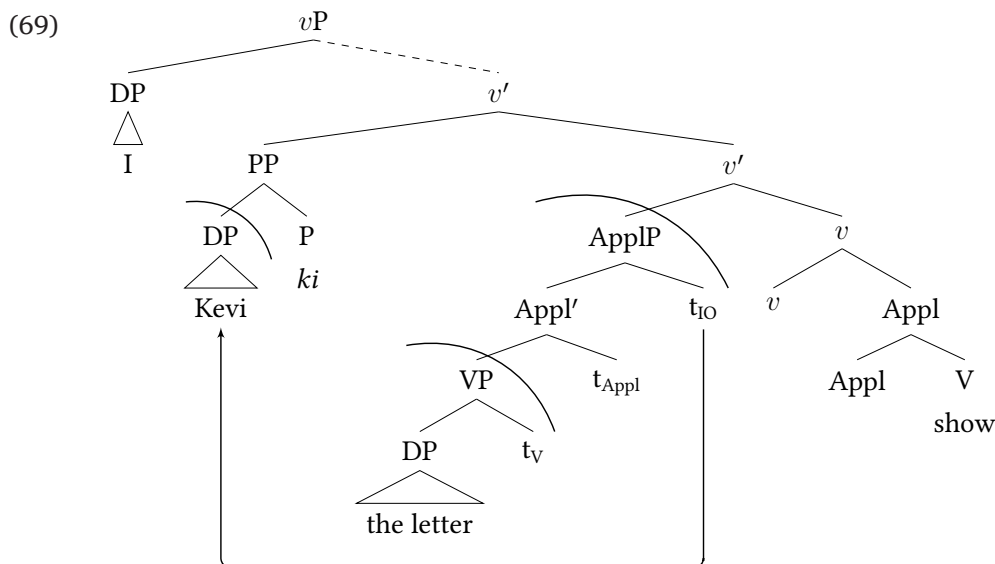 (69)
vP
DP
v′
I
PP
v′
DP
P
ApplP
v
ki
Kevi
Appl′
t_IO
v
Appl
VP
t_Appl
Appl
V
show
DP
t_V
the letter